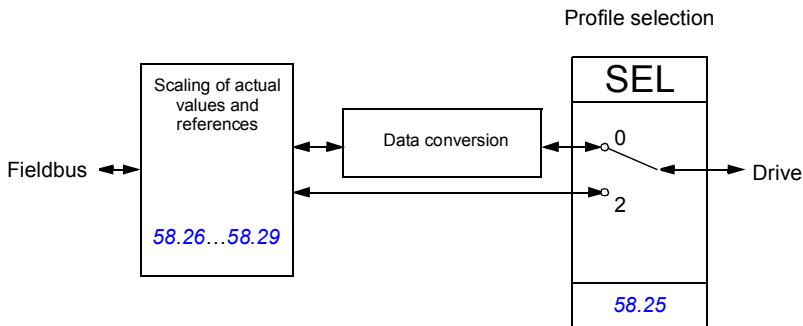 Profile selection
SEL
Scaling of actual
values and
references
Data conversion
0
Fieldbus
Drive
2
58.26…58.29
58.25